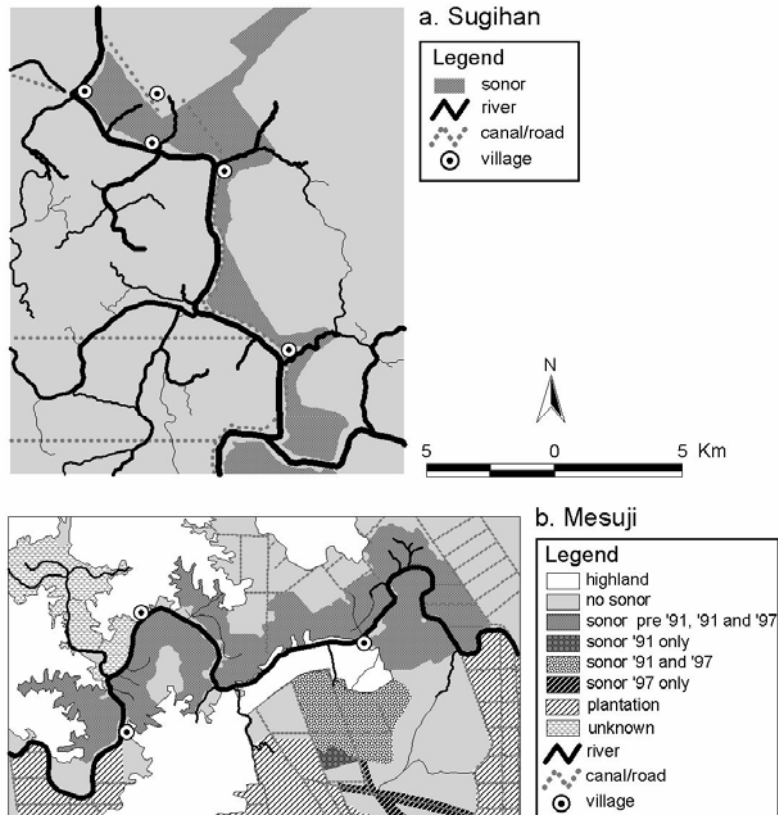 a. Sugihan
Legend
sonor
river
canal/road
village
N
5 0 5 Km
b. Mesuji
Legend
highland
no sonor
sonor pre '91, '91 and '97
sonor '91 only
sonor '91 and '97
sonor '97 only
plantation
unknown
river
canal/road
village